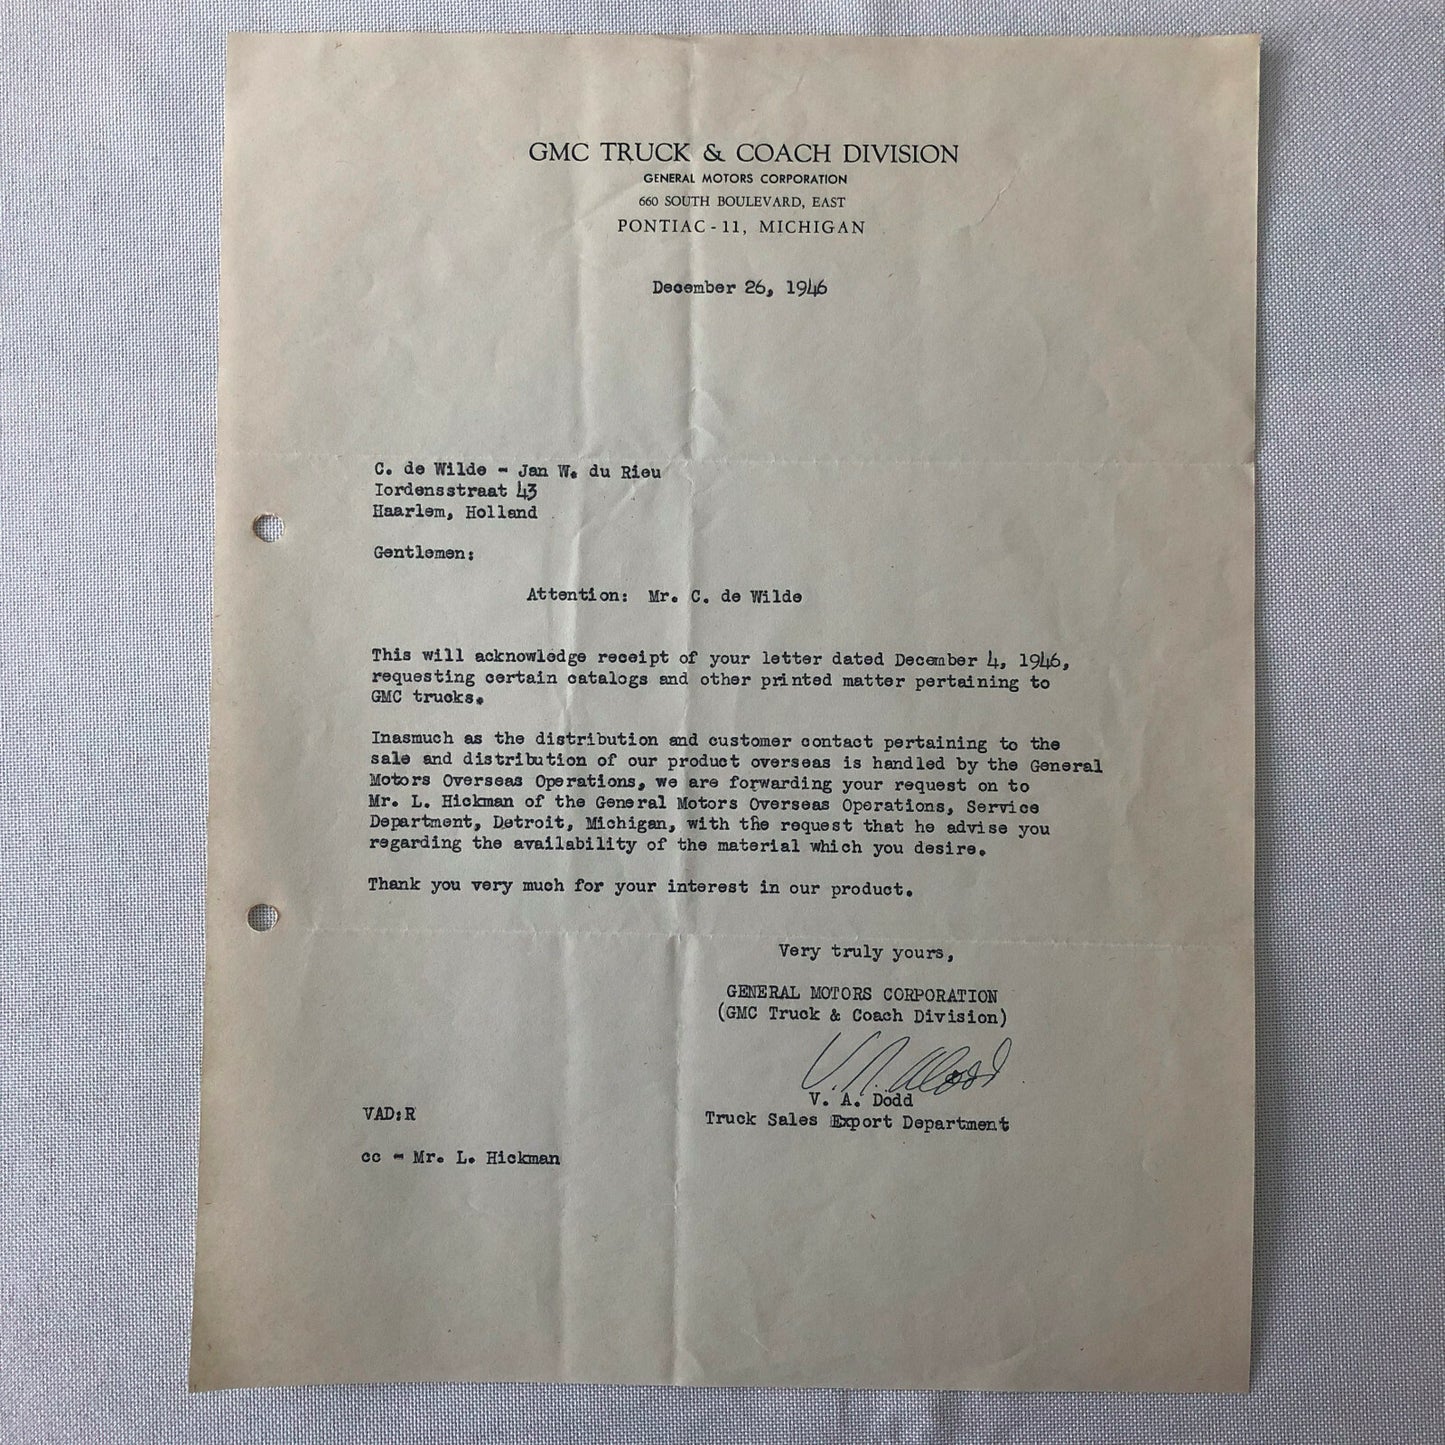 GMC TRUCK & COACH DIVISION
GENERAL MOTORS CORPORATION
660 SOUTH BOULEVARD, EAST
PONTIAC-11, MICHIGAN
December 26, 1946
C. de Wilde - Jan W. du Rieu
Iordensstraat 43
Haarlem, Holland
Gentlemen:
Attention: Mr. C. de Wilde
This will acknowledge receipt of your letter dated December 4, 1946,
requesting certain catalogs and other printed matter pertaining to
GMC trucks.
Inasmuch as the distribution and customer contact pertaining to the
sale and distribution of our product overseas is handled by the General
Motors Overseas Operations, we are forwarding your request on to
Mr. L. Hickman of the General Motors Overseas Operations, Service
Department, Detroit, Michigan, with the request that he advise you
regarding the availability of the material which you desire.
Thank you very much for your interest in our product.
Very truly yours,
GENERAL MOTORS CORPORATION
(GMC Truck & Coach Division)
V. A. Dodd
V. A. Dodd
Truck Sales Export Department
VAD:R
cc - Mr. L. Hickman